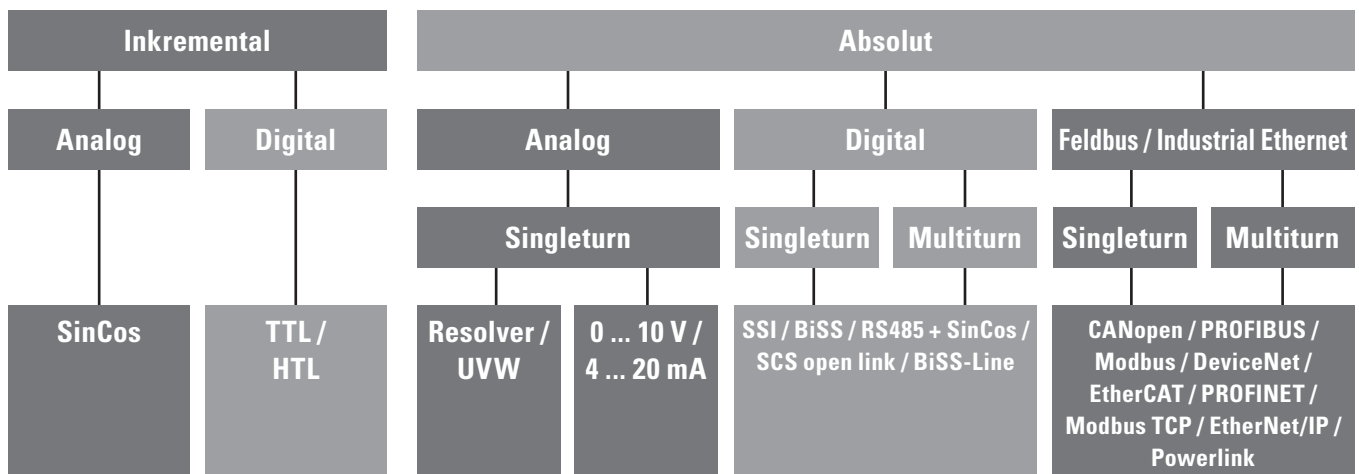 Inkremental
Absolut
Analog
Digital
Analog
Digital
Feldbus / Industrial Ethernet
Singleturn
Singleturn
Multiturn
Singleturn
Multiturn
SinCos
TTL /
HTL
Resolver /
UVW
0 ... 10 V /
4 ... 20 mA
SSI / BiSS / RS485 + SinCos /
SCS open link / BiSS-Line
CANopen / PROFIBUS /
Modbus / DeviceNet /
EtherCAT / PROFINET /
Modbus TCP / EtherNet/IP /
Powerlink